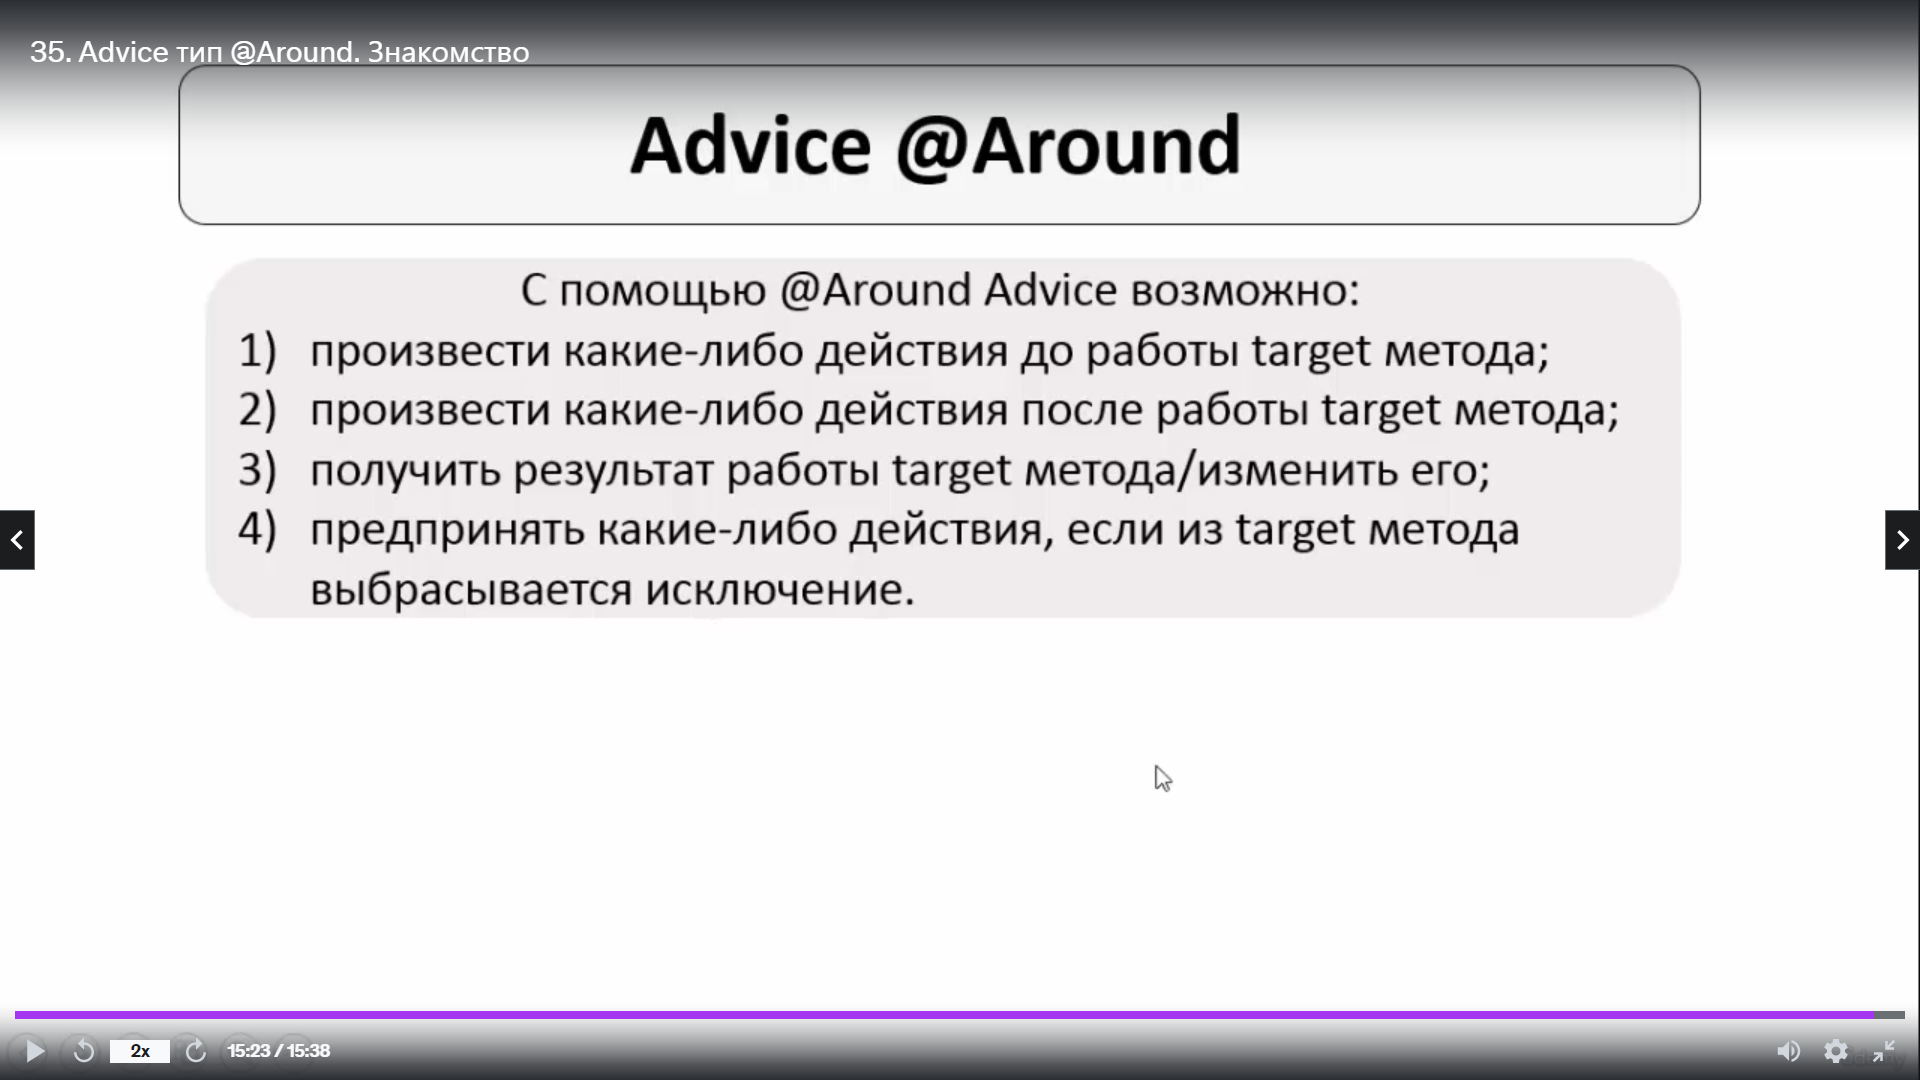 35. Advice тип @Around. Знакомство
Advice @Around
С помощью @Around Advice возможно:
1) произвести какие-либо действия до работы target метода;
2) произвести какие-либо действия после работы target метода;
3) получить результат работы target метода/изменить его;
4) предпринять какие-либо действия, если из target метода
выбрасывается исключение.
2x
15:23 / 15:38